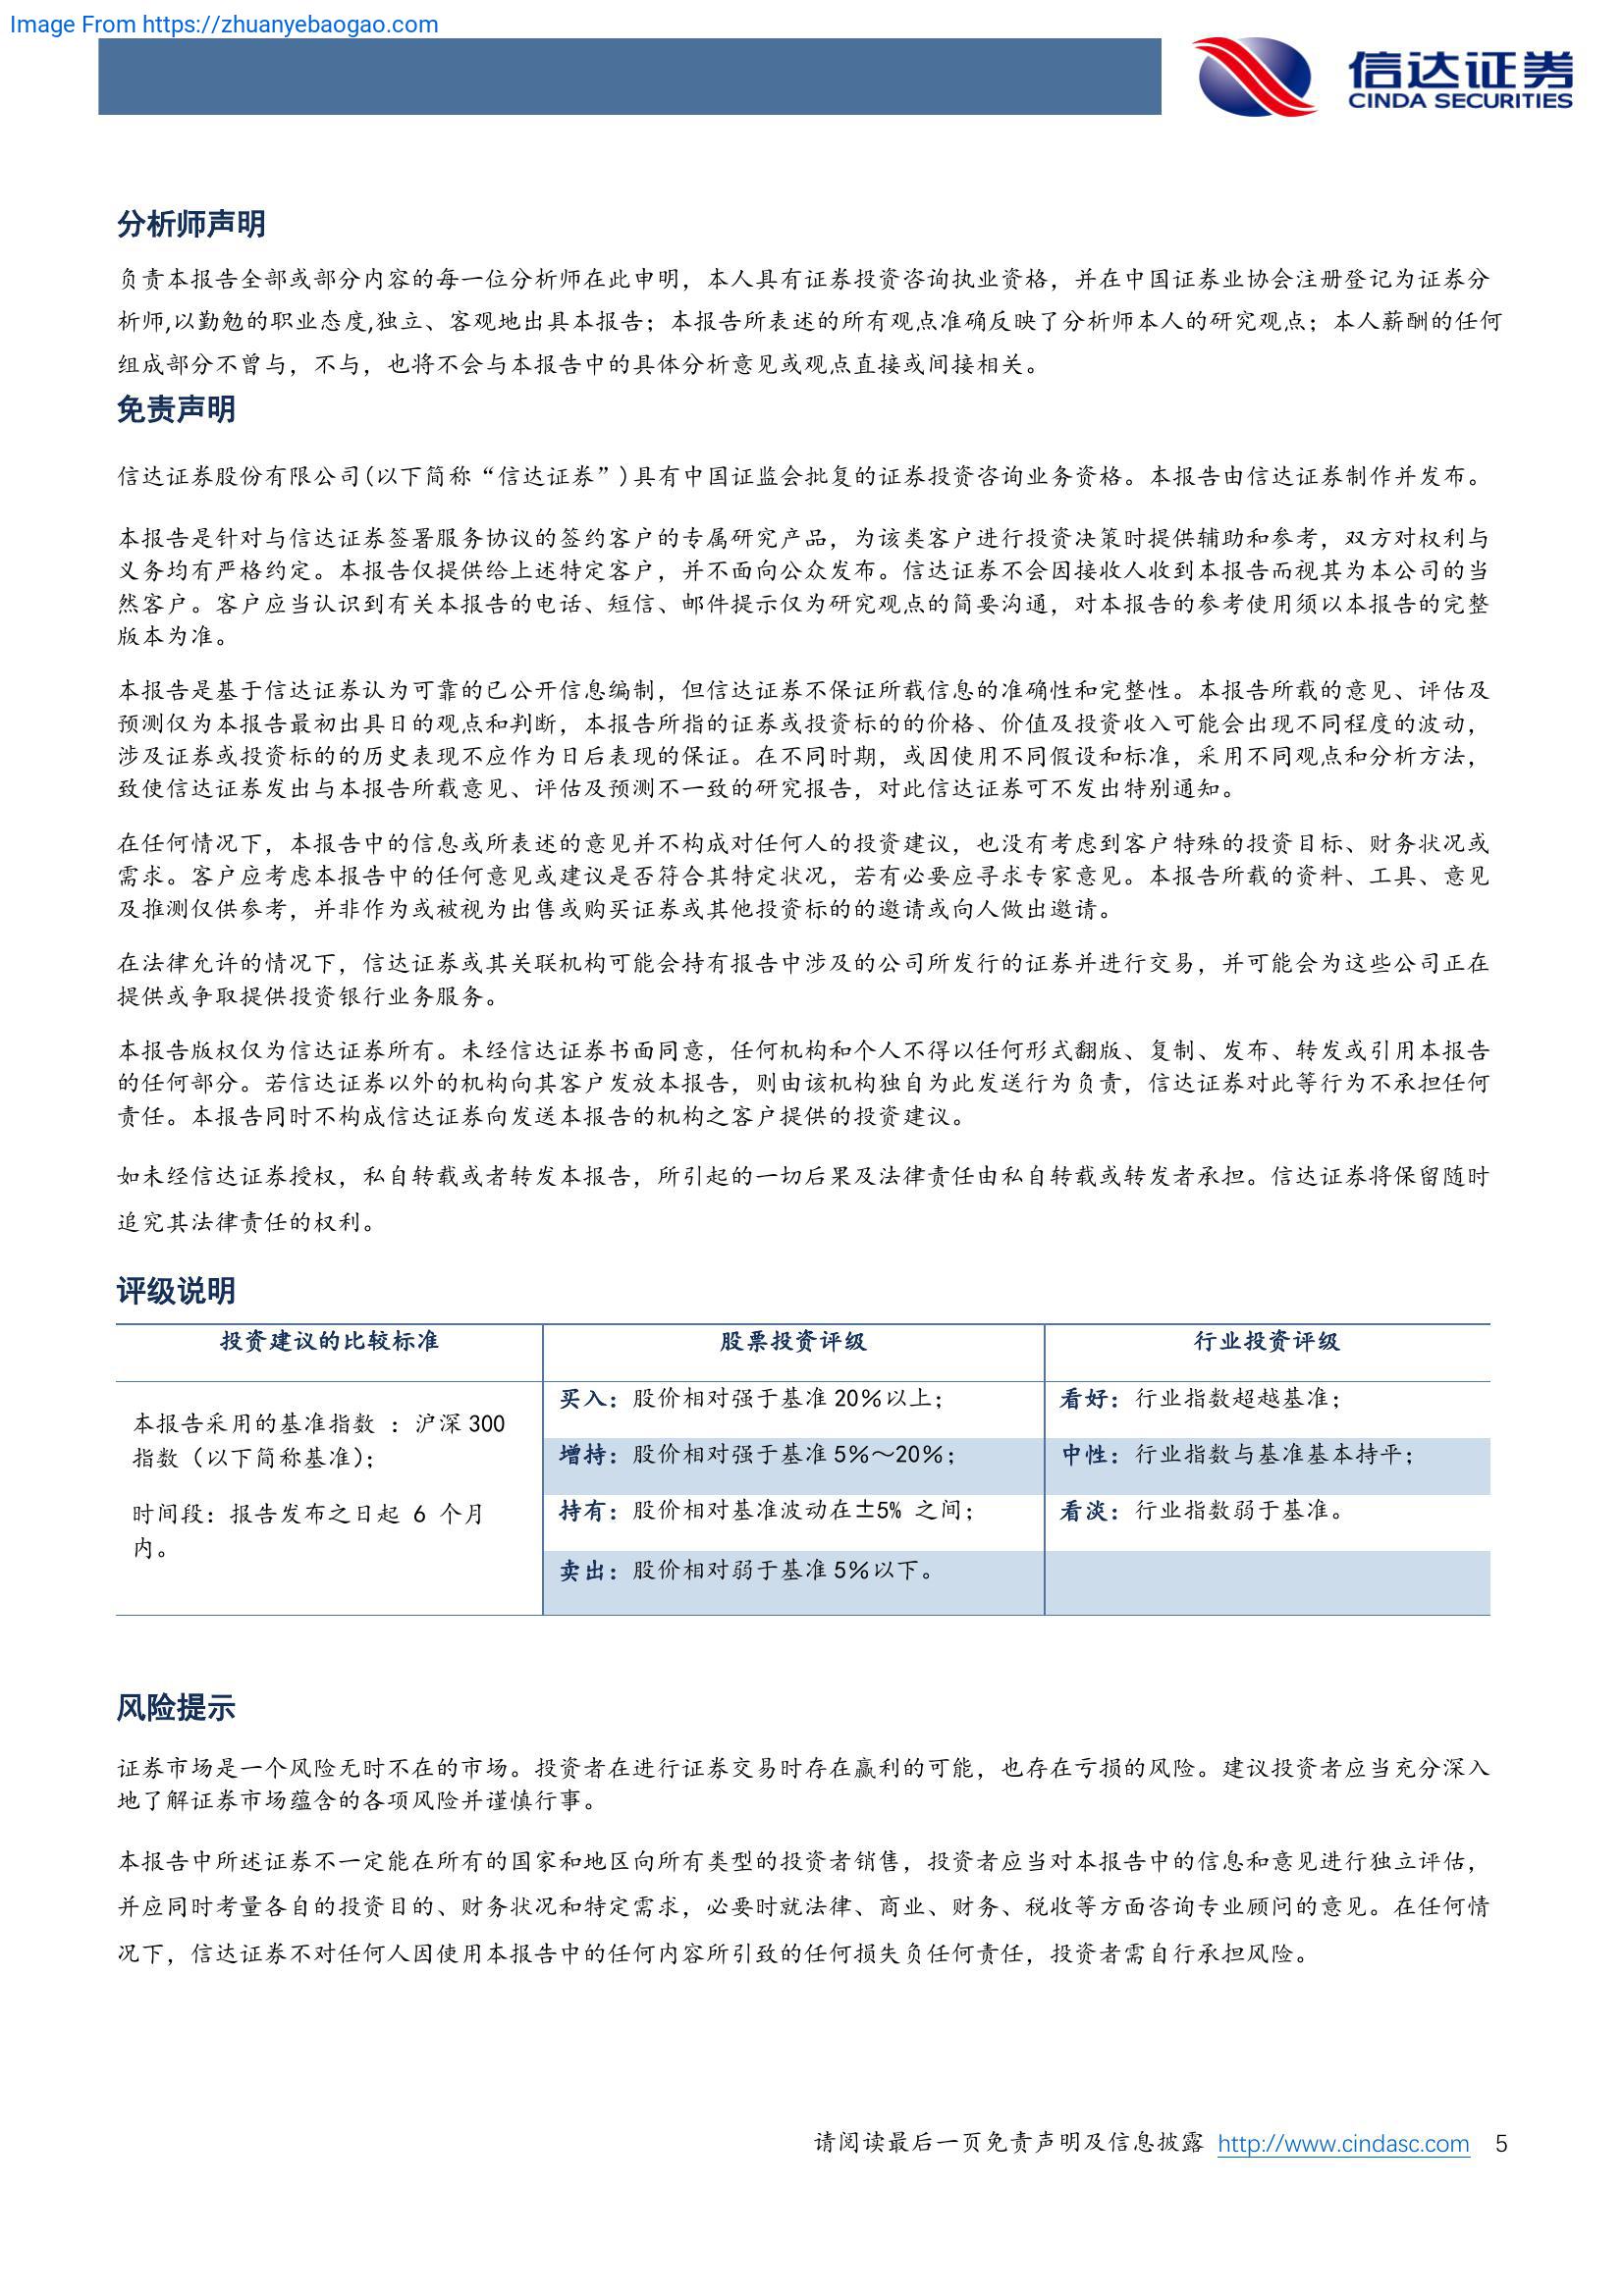 Image From https://zhuanyebaogao.com
信达证券
CINDA SECURITIES
分析师声明
负责本报告全部或部分内容的每一位分析师在此申明，本人具有证券投资咨询执业资格，并在中国证券业协会注册登记为证券分
析师,以勤勉的职业态度,独立、客观地出具本报告；本报告所表述的所有观点准确反映了分析师本人的研究观点；本人薪酬的任何
组成部分不曾与，不与，也将不会与本报告中的具体分析意见或观点直接或间接相关。
免责声明
信达证券股份有限公司(以下简称“信达证券”)具有中国证监会批复的证券投资咨询业务资格。本报告由信达证券制作并发布。
本报告是针对与信达证券签署服务协议的签约客户的专属研究产品，为该类客户进行投资决策时提供辅助和参考，双方对权利与
义务均有严格约定。本报告仅提供给上述特定客户，并不面向公众发布。信达证券不会因接收人收到本报告而视其为本公司的当
然客户。客户应当认识到有关本报告的电话、短信、邮件提示仅为研究观点的简要沟通，对本报告的参考使用须以本报告的完整
版本为准。
本报告是基于信达证券认为可靠的已公开信息编制，但信达证券不保证所载信息的准确性和完整性。本报告所载的意见、评估及
预测仅为本报告最初出具日的观点和判断，本报告所指的证券或投资标的的价格、价值及投资收入可能会出现不同程度的波动，
涉及证券或投资标的的历史表现不应作为日后表现的保证。在不同时期，或因使用不同假设和标准，采用不同观点和分析方法，
致使信达证券发出与本报告所载意见、评估及预测不一致的研究报告，对此信达证券可不发出特别通知。
在任何情况下，本报告中的信息或所表述的意见并不构成对任何人的投资建议，也没有考虑到客户特殊的投资目标、财务状况或
需求。客户应考虑本报告中的任何意见或建议是否符合其特定状况，若有必要应寻求专家意见。本报告所载的资料、工具、意见
及推测仅供参考，并非作为或被视为出售或购买证券或其他投资标的的邀请或向人做出邀请。
在法律允许的情况下，信达证券或其关联机构可能会持有报告中涉及的公司所发行的证券并进行交易，并可能会为这些公司正在
提供或争取提供投资银行业务服务。
本报告版权仅为信达证券所有。未经信达证券书面同意，任何机构和个人不得以任何形式翻版、复制、发布、转发或引用本报告
的任何部分。若信达证券以外的机构向其客户发放本报告，则由该机构独自为此发送行为负责，信达证券对此等行为不承担任何
责任。本报告同时不构成信达证券向发送本报告的机构之客户提供的投资建议。
如未经信达证券授权，私自转载或者转发本报告，所引起的一切后果及法律责任由私自转载或转发者承担。信达证券将保留随时
追究其法律责任的权利。
评级说明
投资建议的比较标准 股票投资评级 行业投资评级
本报告采用的基准指数 ：沪深 300
指数（以下简称基准）；
时间段：报告发布之日起 6 个月
内。
买入：股价相对强于基准 20％以上；
增持：股价相对强于基准 5％～20％；
持有：股价相对基准波动在±5% 之间；
卖出：股价相对弱于基准 5％以下。
看好：行业指数超越基准；
中性：行业指数与基准基本持平；
看淡：行业指数弱于基准。
风险提示
证券市场是一个风险无时不在的市场。投资者在进行证券交易时存在赢利的可能，也存在亏损的风险。建议投资者应当充分深入
地了解证券市场蕴含的各项风险并谨慎行事。
本报告中所述证券不一定能在所有的国家和地区向所有类型的投资者销售，投资者应当对本报告中的信息和意见进行独立评估，
并应同时考量各自的投资目的、财务状况和特定需求，必要时就法律、商业、财务、税收等方面咨询专业顾问的意见。在任何情
况下，信达证券不对任何人因使用本报告中的任何内容所引致的任何损失负任何责任，投资者需自行承担风险。
请阅读最后一页免责声明及信息披露 http://www.cindasc.com 5